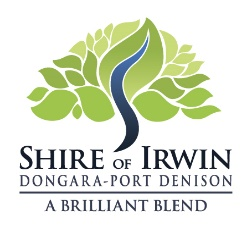 SHIRE OF IRWIN
DONGARA-PORT DENISON
A BRILLIANT BLEND